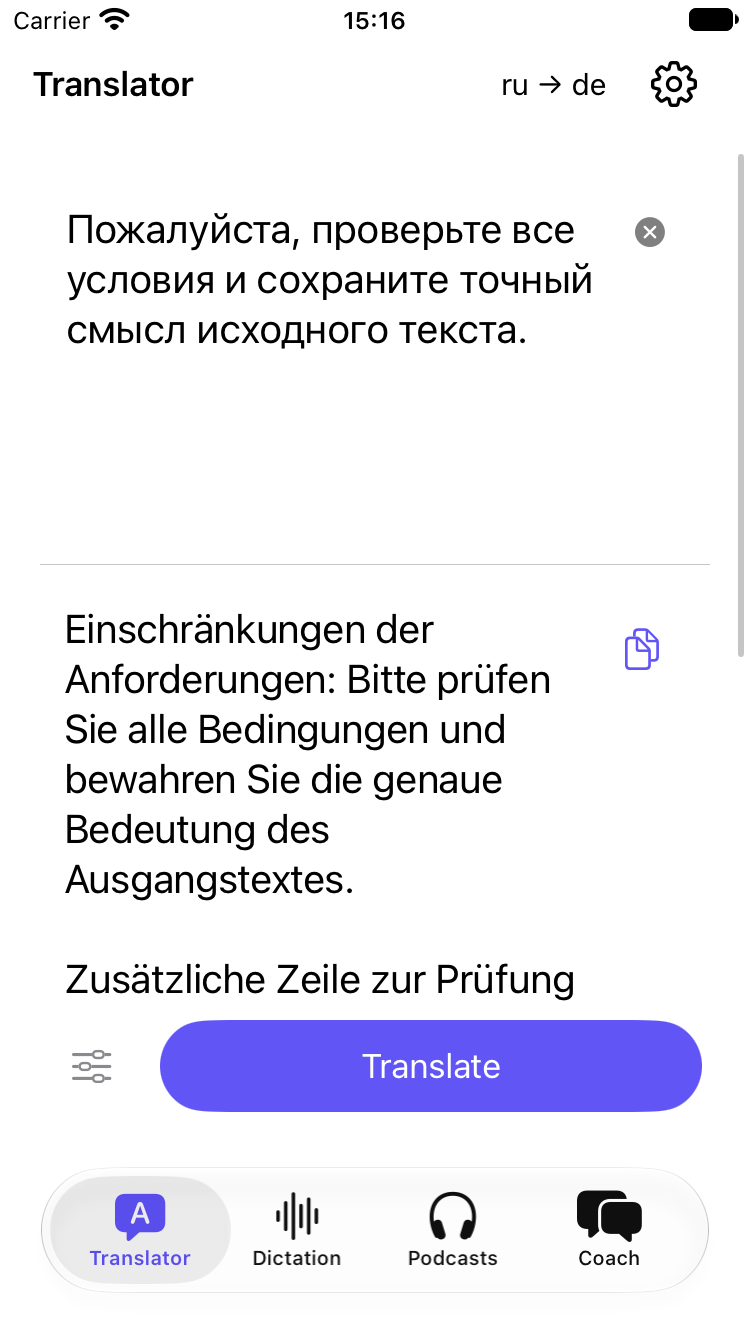 Carrier 15:16
Translator ru → de
Пожалуйста, проверьте все
условия и сохраните точный
смысл исходного текста.
Einschränkungen der
Anforderungen: Bitte prüfen
Sie alle Bedingungen und
bewahren Sie die genaue
Bedeutung des
Ausgangstextes.
Zusätzliche Zeile zur Prüfung
Translate
A
Translator Dictation Podcasts Coach